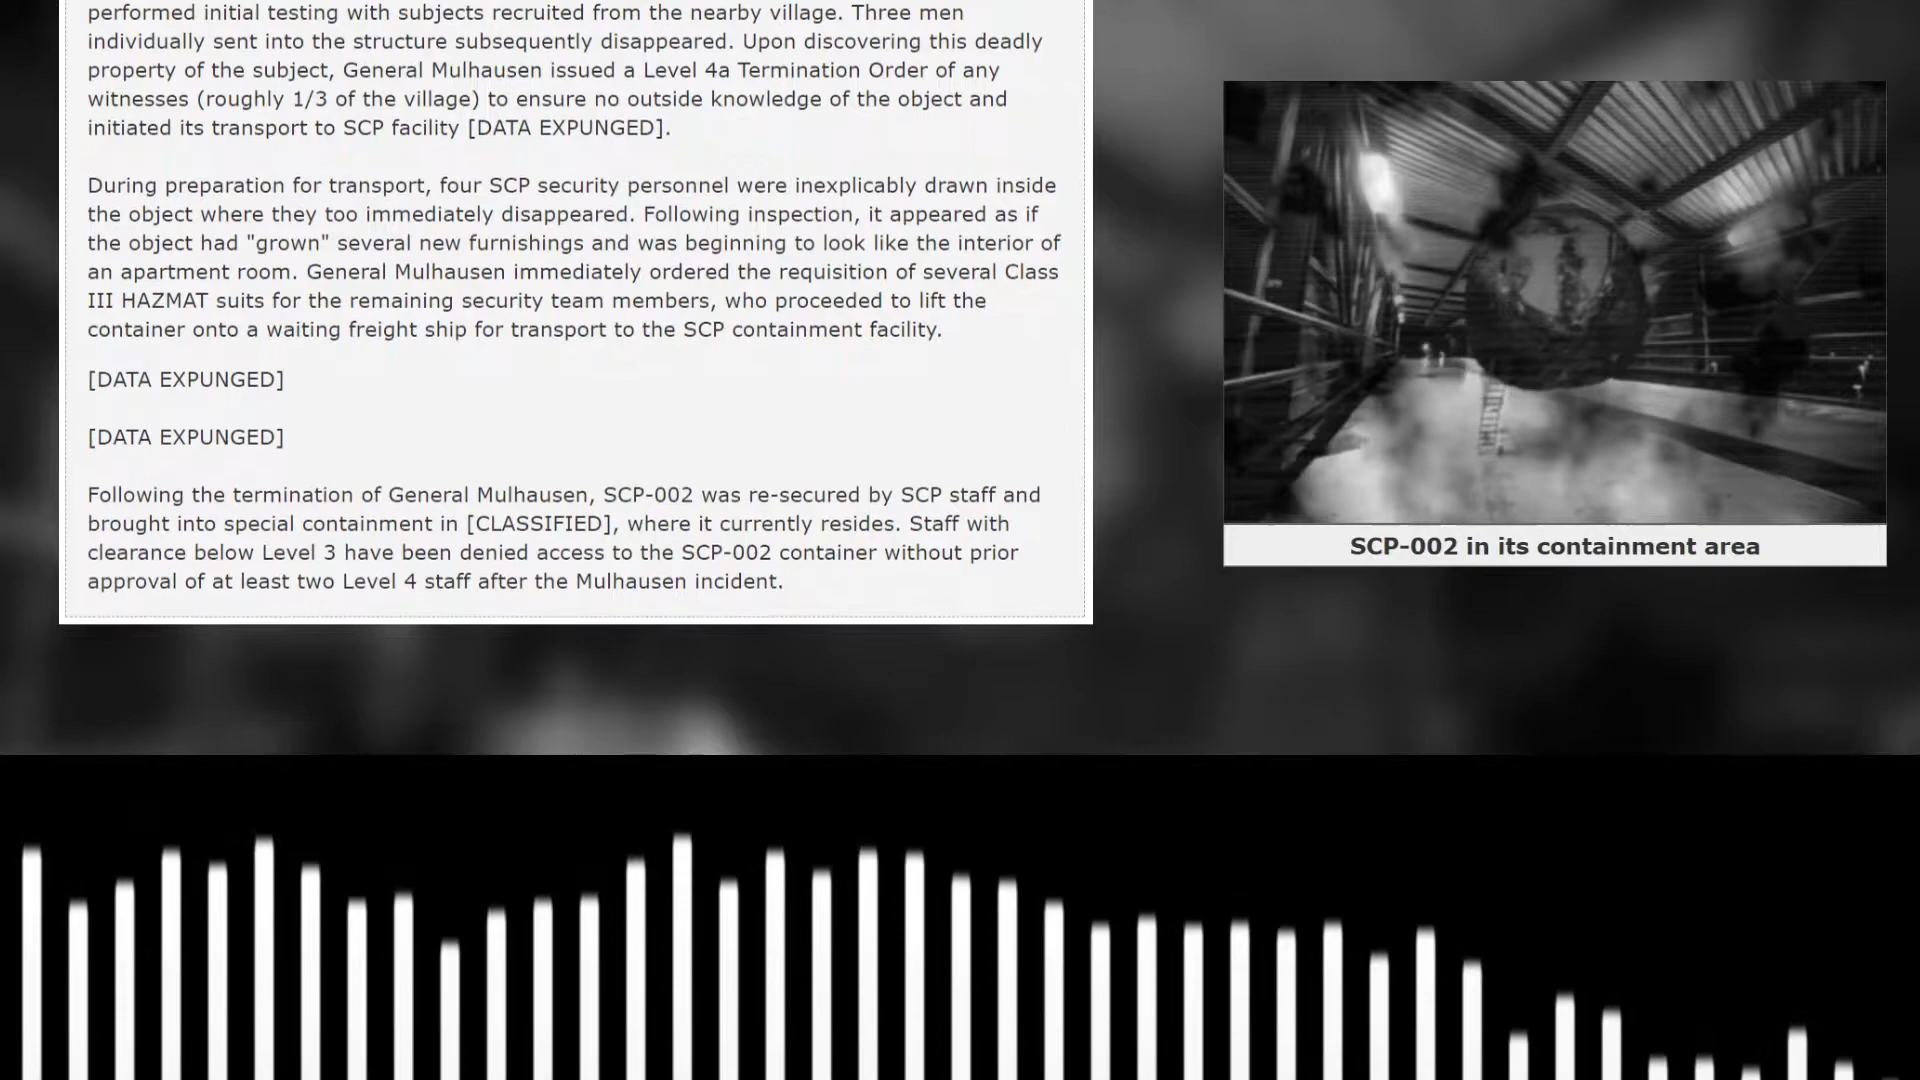 performed initial testing with subjects recruited from the nearby village. Three men
individually sent into the structure subsequently disappeared. Upon discovering this deadly
property of the subject, General Mulhausen issued a Level 4a Termination Order of any
witnesses (roughly 1/3 of the village) to ensure no outside knowledge of the object and
initiated its transport to SCP facility [DATA EXPUNGED].
During preparation for transport, four SCP security personnel were inexplicably drawn inside
the object where they too immediately disappeared. Following inspection, it appeared as if
the object had "grown" several new furnishings and was beginning to look like the interior of
an apartment room. General Mulhausen immediately ordered the requisition of several Class
III HAZMAT suits for the remaining security team members, who proceeded to lift the
container onto a waiting freight ship for transport to the SCP containment facility.
[DATA EXPUNGED]
[DATA EXPUNGED]
Following the termination of General Mulhausen, SCP-002 was re-secured by SCP staff and
brought into special containment in [CLASSIFIED], where it currently resides. Staff with
clearance below Level 3 have been denied access to the SCP-002 container without prior
approval of at least two Level 4 staff after the Mulhausen incident.
SCP-002 in its containment area